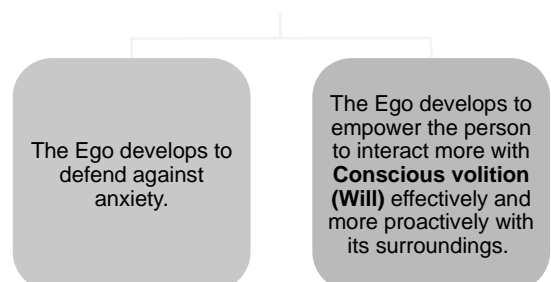 The Ego develops to
defend against
anxiety.
The Ego develops to
empower the person
to interact more with
Conscious volition
(Will) effectively and
more proactively with
its surroundings.